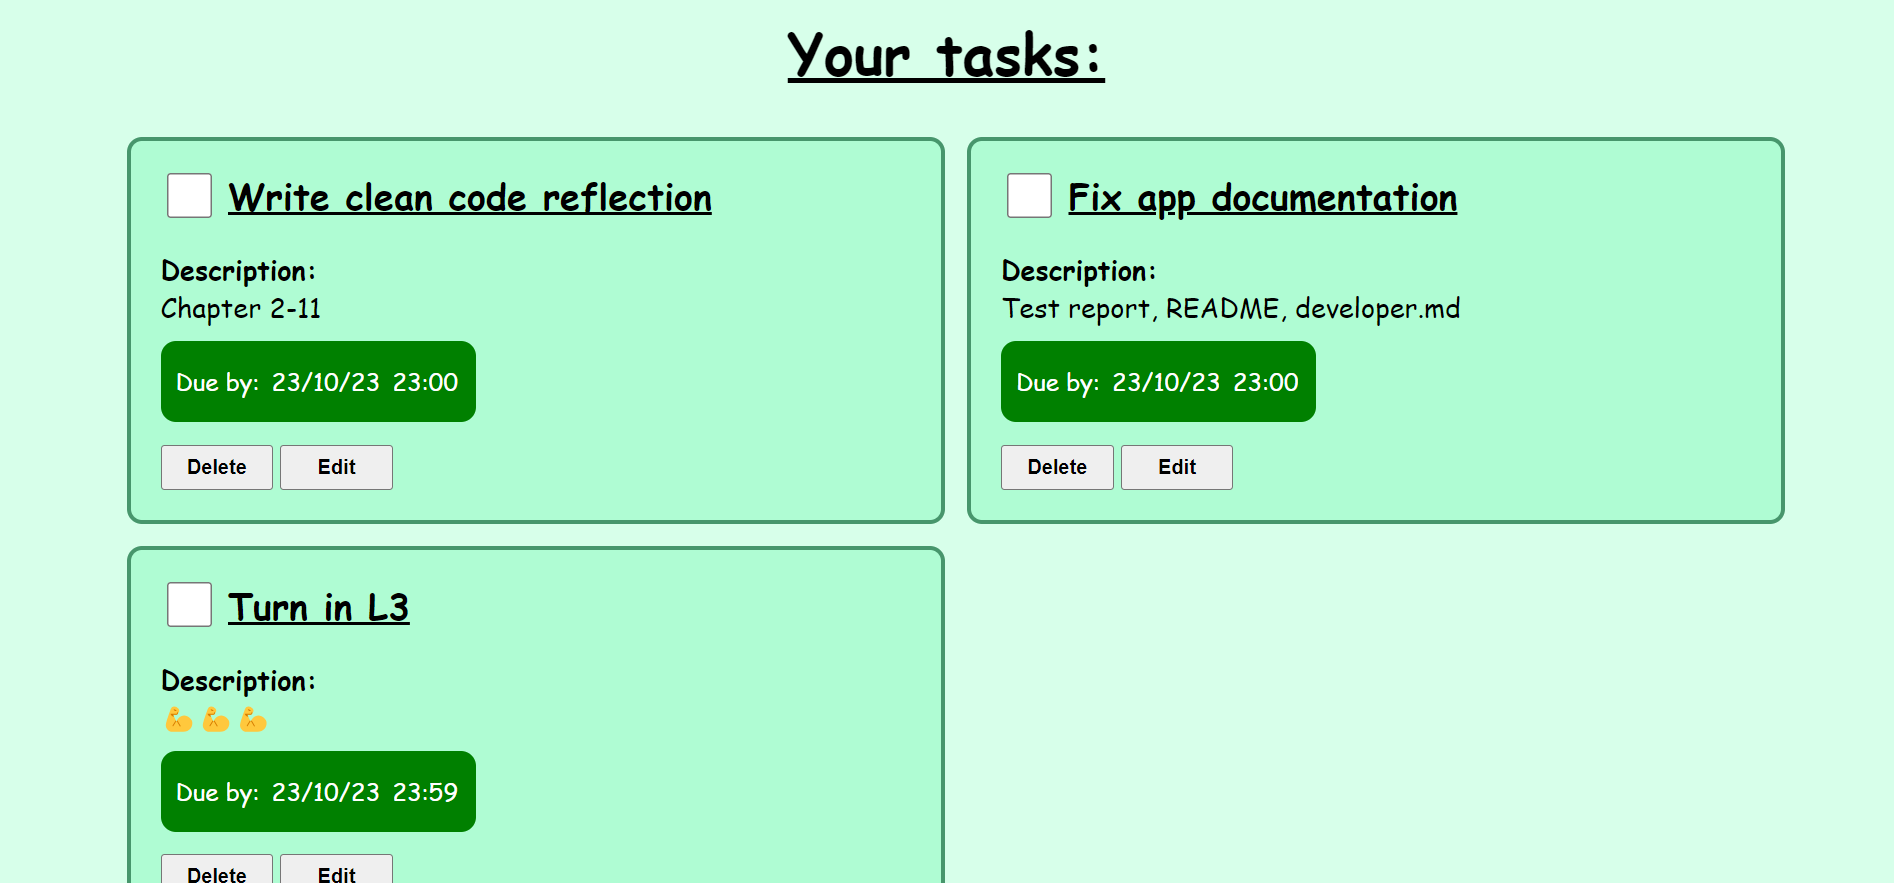 Your tasks:
Write clean code reflection
Description:
Chapter 2-11
Due by: 23/10/23 23:00
Delete Edit
Fix app documentation
Description:
Test report, README, developer.md
Due by: 23/10/23 23:00
Delete Edit
Turn in L3
Description:
💪💪💪
Due by: 23/10/23 23:59
Delete Edit